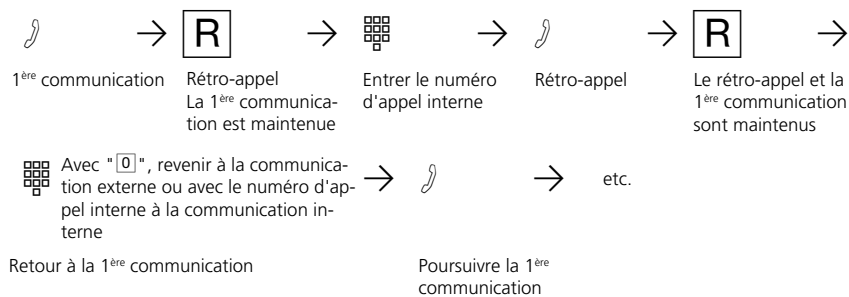 R R
1ère communication
Rétro-appel
La 1ère communica-
tion est maintenue
Entrer le numéro
d'appel interne
Rétro-appel
Le rétro-appel et la
1ère communication
sont maintenus
Avec "0", revenir à la communica-
tion externe ou avec le numéro d'ap-
pel interne à la communication in-
terne
etc.
Retour à la 1ère communication
Poursuivre la 1ère
communication